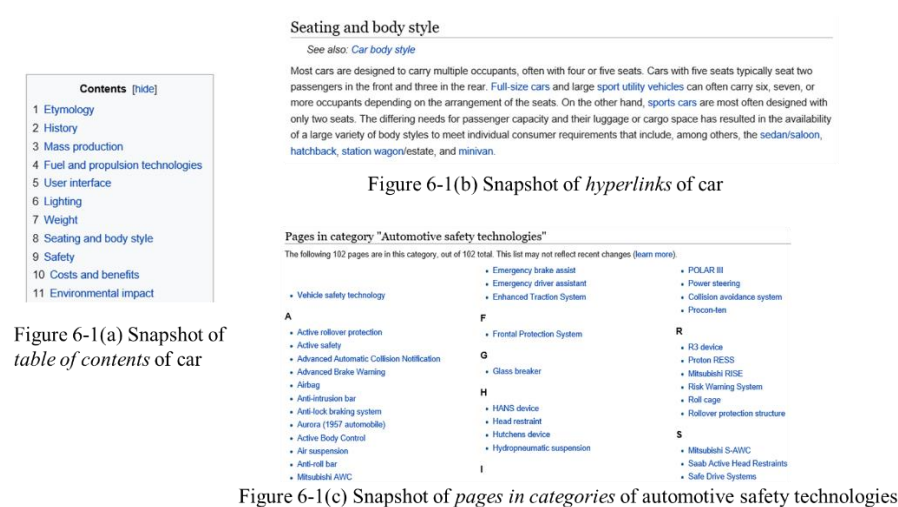 Contents [hide]
1 Etymology
2 History
3 Mass production
4 Fuel and propulsion technologies
5 User interface
6 Lighting
7 Weight
8 Seating and body style
9 Safety
10 Costs and benefits
11 Environmental impact
Figure 6-1(a) Snapshot of
table of contents of car
Seating and body style
See also: Car body style
Most cars are designed to carry multiple occupants, often with four or five seats. Cars with five seats typically seat two
passengers in the front and three in the rear. Full-size cars and large sport utility vehicles can often carry six, seven, or
more occupants depending on the arrangement of the seats. On the other hand, sports cars are most often designed with
only two seats. The differing needs for passenger capacity and their luggage or cargo space has resulted in the availability
of a large variety of body styles to meet individual consumer requirements that include, among others, the sedan/saloon,
hatchback, station wagon/estate, and minivan.
Figure 6-1(b) Snapshot of hyperlinks of car
Pages in category "Automotive safety technologies"
The following 102 pages are in this category, out of 102 total. This list may not reflect recent changes (learn more).
• Vehicle safety technology
A
• Active rollover protection
• Active safety
• Advanced Automatic Collision Notification
• Advanced Brake Warning
• Airbag
• Anti-intrusion bar
• Anti-lock braking system
• Aurora (1957 automobile)
• Active Body Control
• Air suspension
• Anti-roll bar
• Mitsubishi AWC
• Emergency brake assist
• Emergency driver assistant
• Enhanced Traction System
F
• Frontal Protection System
G
• Glass breaker
H
• HANS device
• Head restraint
• Hutchens device
• Hydropneumatic suspension
I
• POLAR III
• Power steering
• Collision avoidance system
• Procon-ten
R
• R3 device
• Proton RESS
• Mitsubishi RISE
• Risk Warning System
• Roll cage
• Rollover protection structure
S
• Mitsubishi S-AWC
• Saab Active Head Restraints
• Safe Drive Systems
Figure 6-1(c) Snapshot of pages in categories of automotive safety technologies